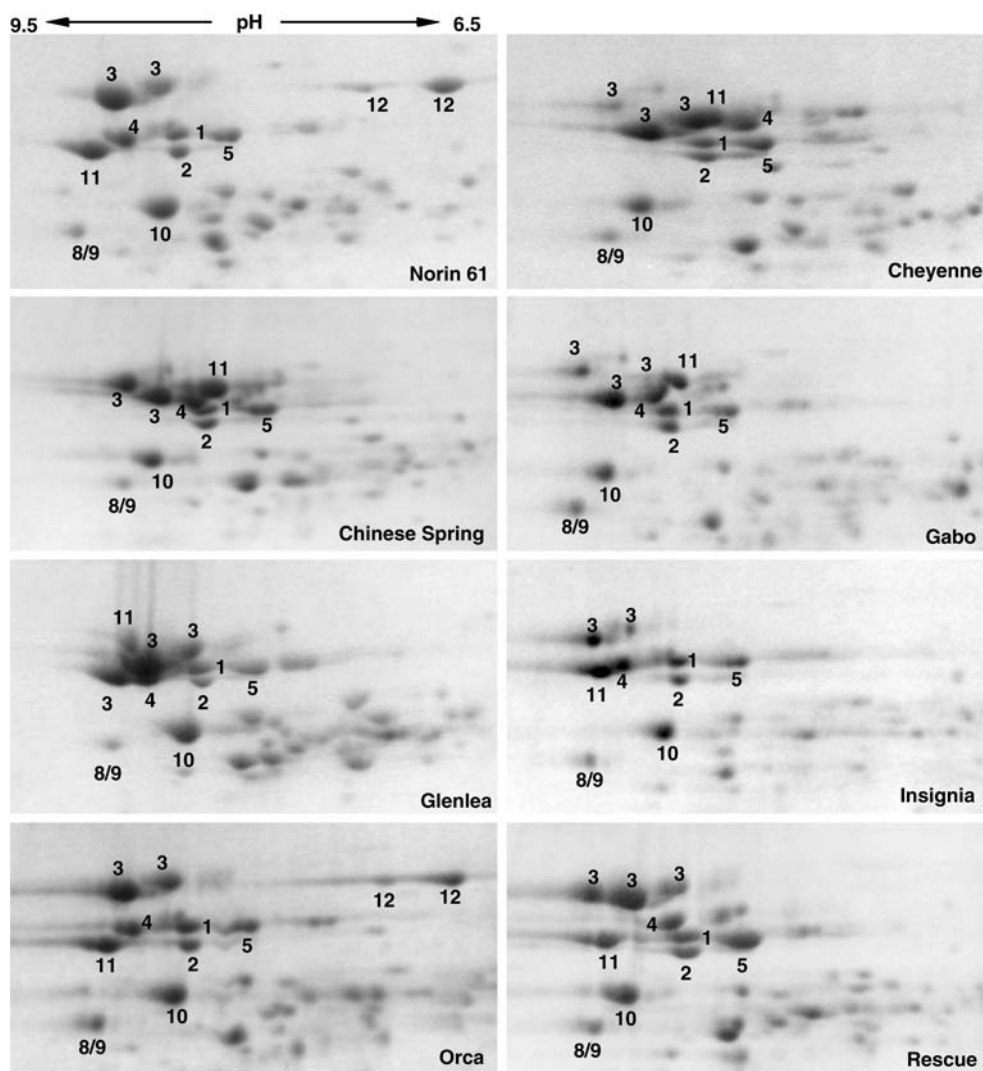 9.5 pH 6.5
3 3 12 12
4 1 5
11 2
10
8/9
Norin 61
3 3 11 4
3
1
2 5
10
8/9
Cheyenne
11
3 3 4 1 5
2
10
8/9
Chinese Spring
3 3 11
3
4 1 5
2
10
8/9
Gabo
11 3 3
1
3 4 2 5
10
8/9
Glenlea
3 3
1
11 4 2 5
10
8/9
Insignia
3 3 12 12
4 1 5
11 2
10
8/9
Orca
3 3 3
4
1
11 2 5
10
8/9
Rescue